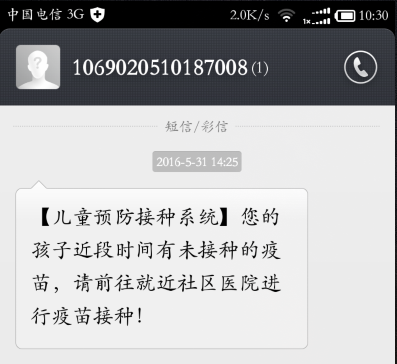 中国电信 3G 2.0K/s 1x 10:30
1069020510187008 (1)
短信/彩信
2016-5-31 14:25
【儿童预防接种系统】您的
孩子近段时间有未接种的疫
苗，请前往就近社区医院进
行疫苗接种！